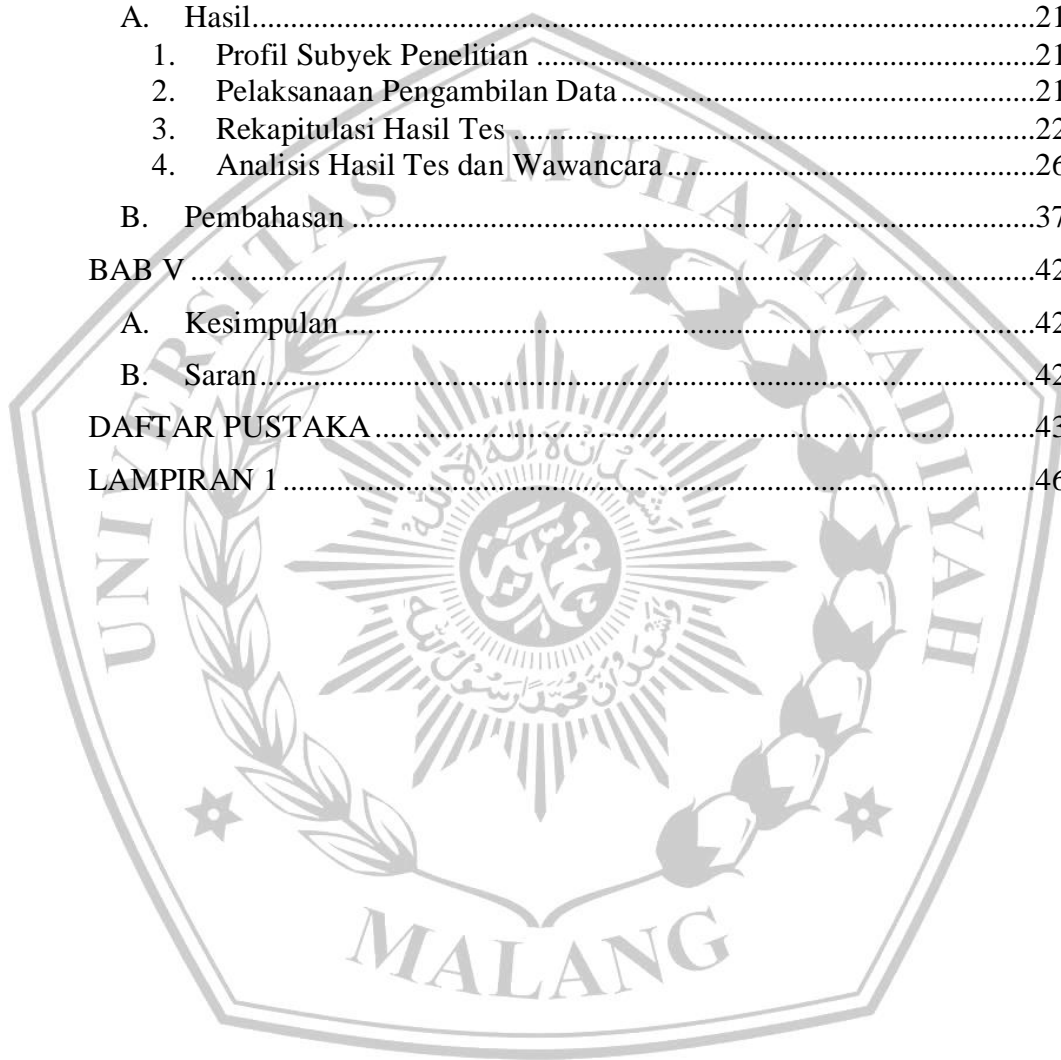 A. Hasil.......................................................................................................21
1. Profil Subyek Penelitian ........................................................................21
2. Pelaksanaan Pengambilan Data............................................................21
3. Rekapitulasi Hasil Tes...........................................................................22
4. Analisis Hasil Tes dan Wawancara........................................................26
B. Pembahasan ..........................................................................................37
BAB V ..........................................................................................................42
A. Kesimpulan ...........................................................................................42
B. Saran.....................................................................................................42
DAFTAR PUSTAKA......................................................................................43
LAMPIRAN 1................................................................................................46
UNIVERSITAS MUHAMMADIYAH
MALANG